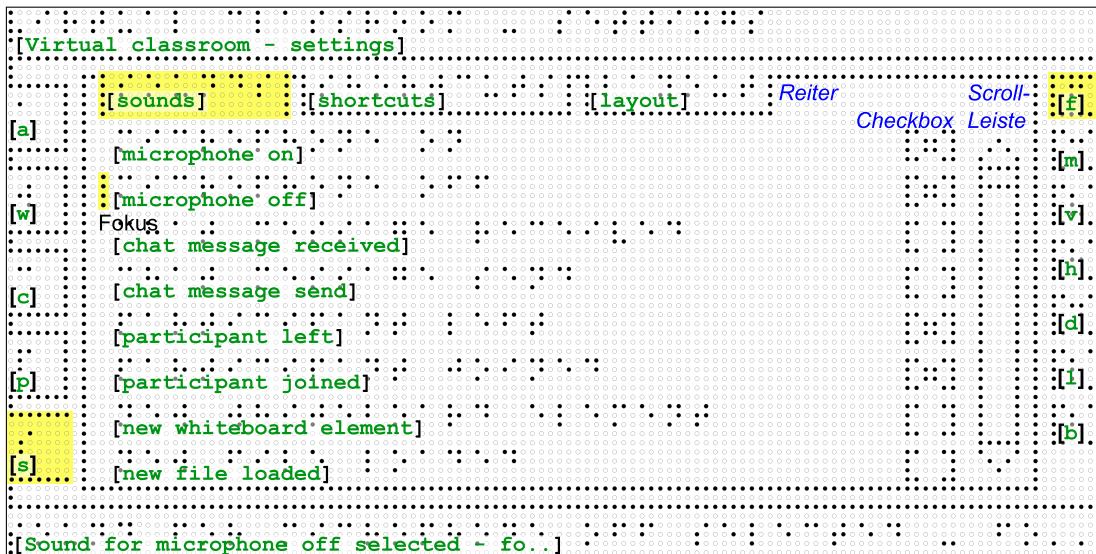 [Virtual classroom - settings]
[sounds] [shortcuts] [layout] Reiter Scroll- [f]
[a] Checkbox Leiste
[microphone on] [m]
[w] [microphone off] [v]
Fokus
[chat message received] [h]
[c] [chat message send]
[participant left] [d]
[p] [participant joined] [l]
[new whiteboard element] [b]
[s] [new file loaded]
[Sound for microphone off selected - fo..]